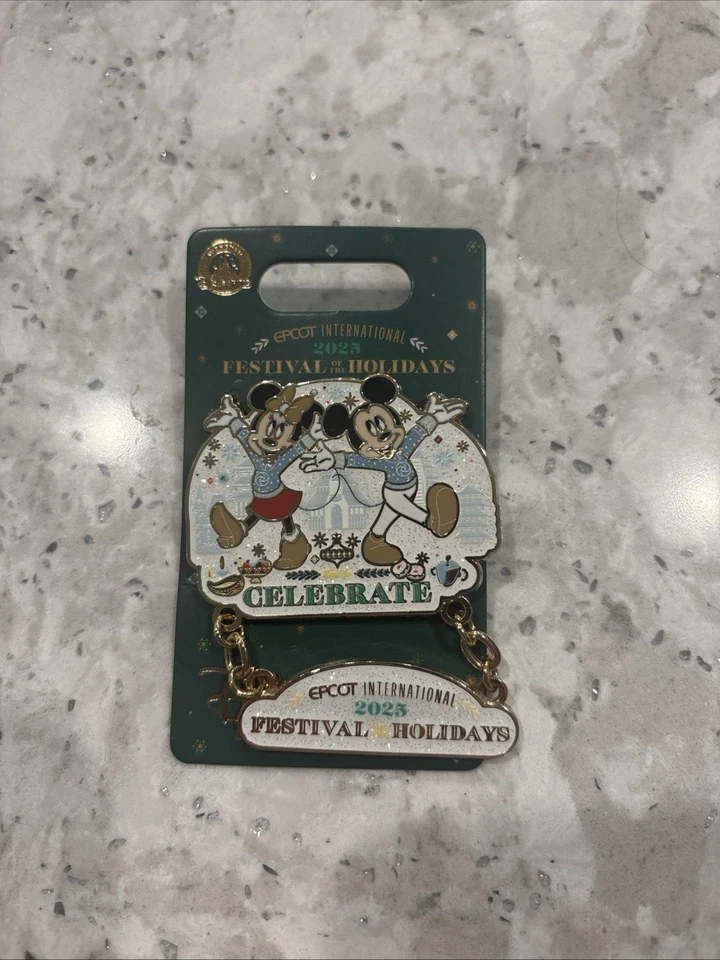 EPCOT INTERNATIONAL
2025
FESTIVAL OF THE HOLIDAYS
CELEBRATE
EPCOT INTERNATIONAL
2025
FESTIVAL HOLIDAYS